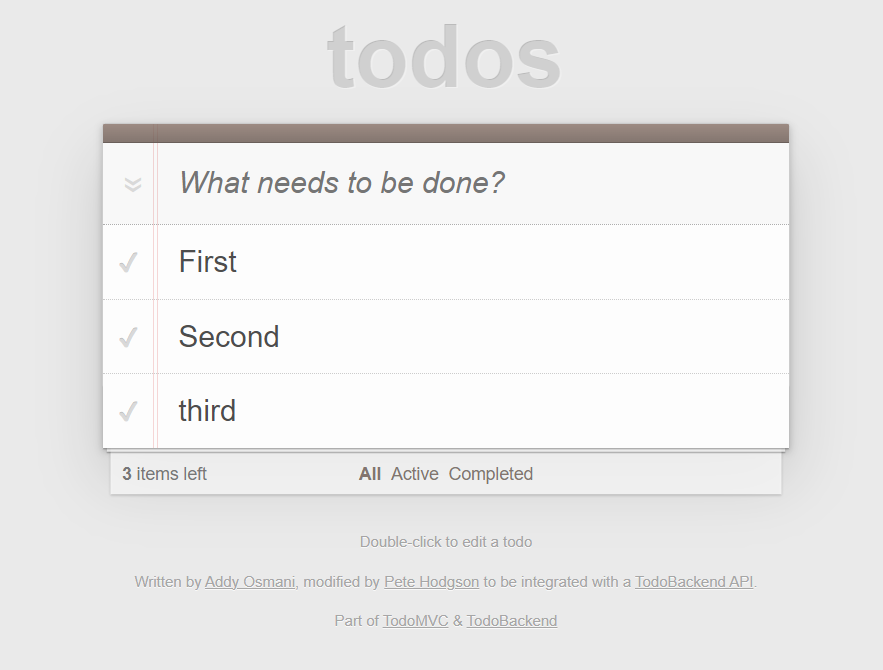 todos
What needs to be done?
First
Second
third
3 items left All Active Completed
Double-click to edit a todo
Written by Addy Osmani, modified by Pete Hodgson to be integrated with a TodoBackend API.
Part of TodoMVC & TodoBackend